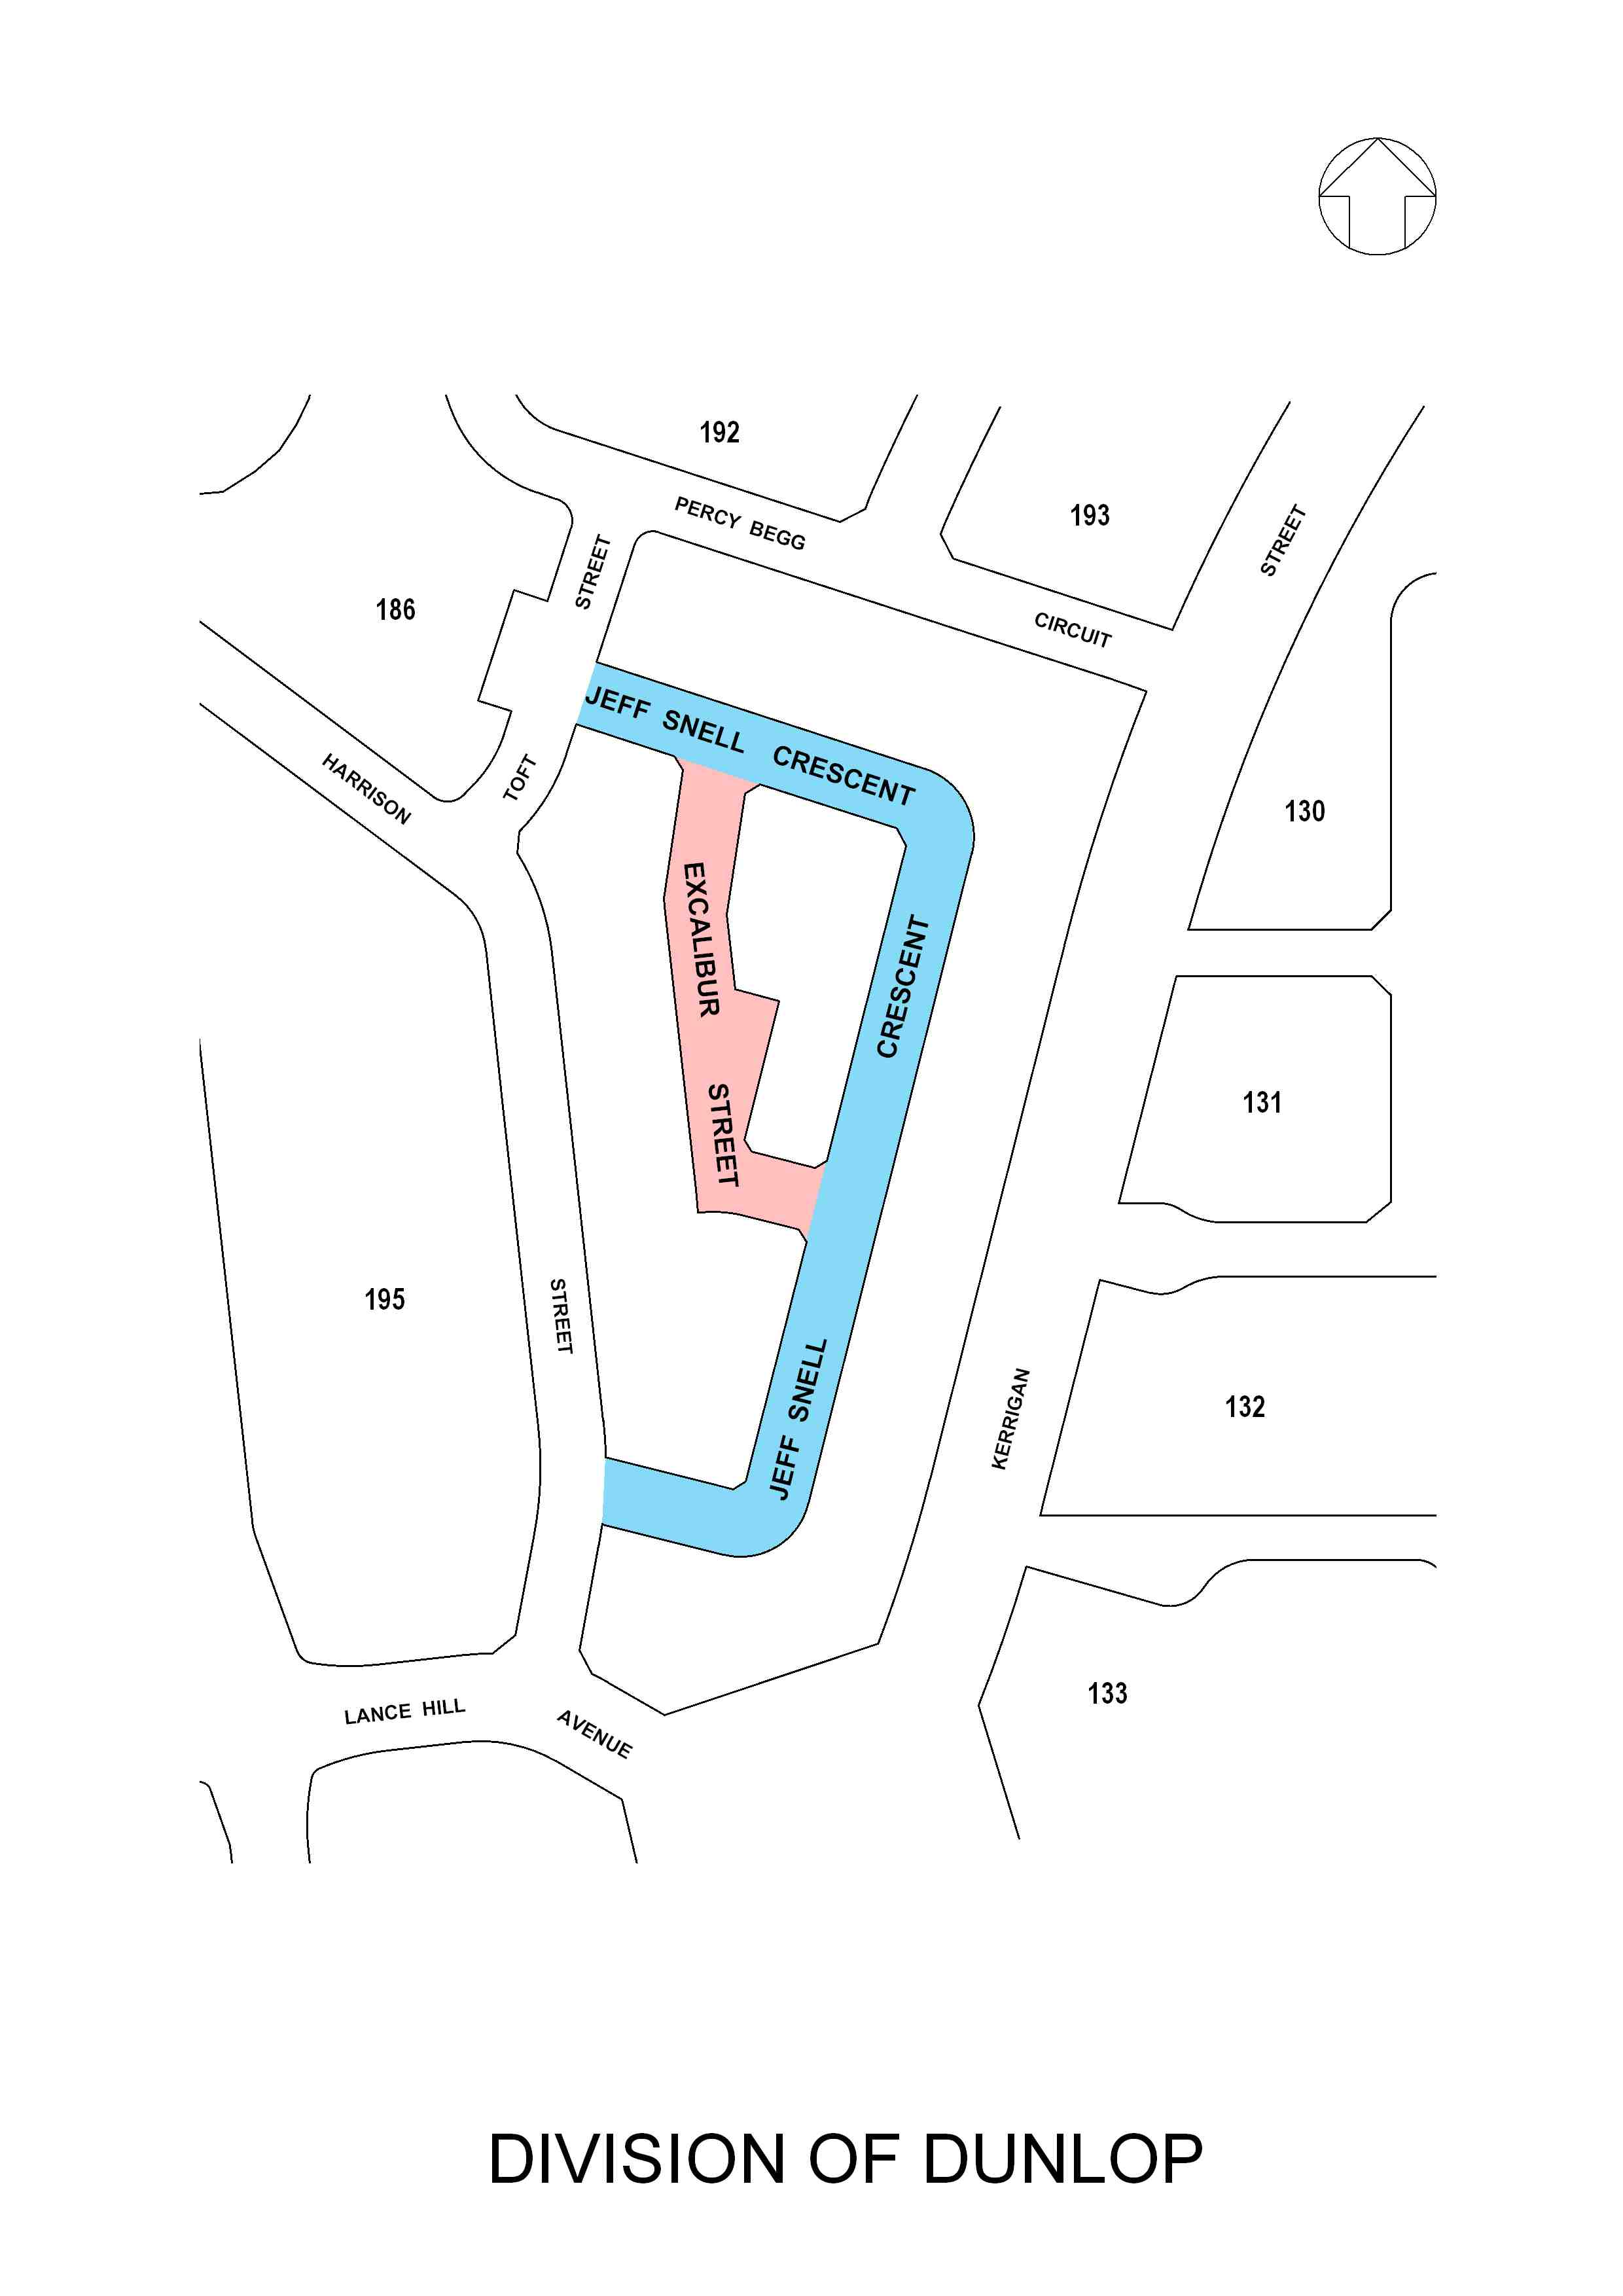 192
193
PERCY BEGG
CIRCUIT
STREET
STREET
186
JEFF SNELL CRESCENT
HARRISON
TOFT
130
EXCALIBUR
STREET
CRESCENT
131
195
STREET
JEFF SNELL
KERRIGAN
132
133
LANCE HILL
AVENUE
DIVISION OF DUNLOP